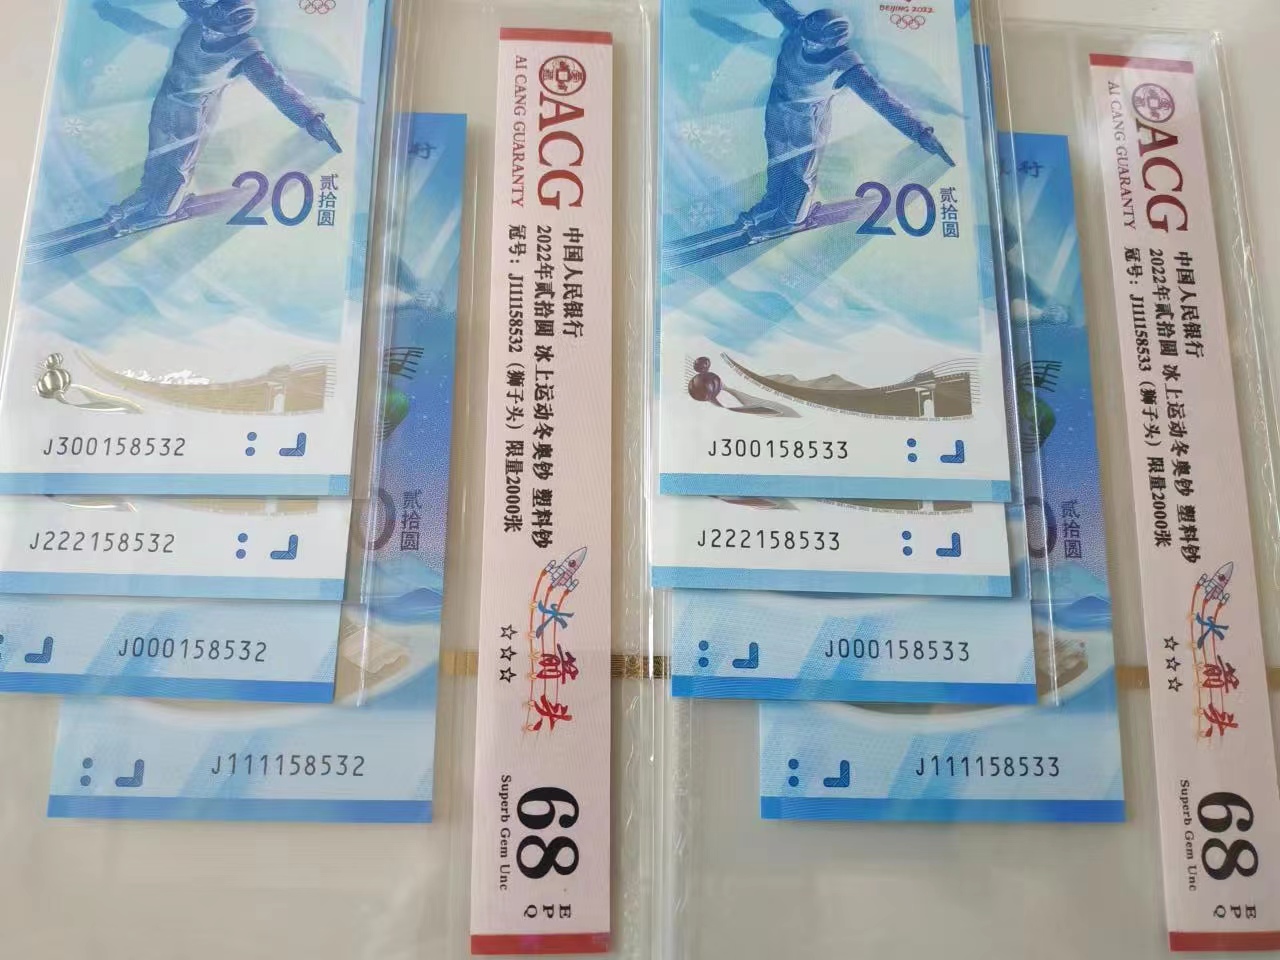 20
贰拾圆
J300158532
J222158532
贰拾圆
J000158532
J111158532
ACG
AI CANG GUARANTY
中国人民银行
2022年贰拾圆 冰上运动冬奥钞 塑料钞
冠号：J111158532（狮子头）限量2000张
火箭头
☆☆☆
68
EPQ
Superb Gem Unc
BEIJING 2022
20
贰拾圆
J300158533
J222158533
贰拾圆
J000158533
J111158533
ACG
AI CANG GUARANTY
中国人民银行
2022年贰拾圆 冰上运动冬奥钞 塑料钞
冠号：J111158533（狮子头）限量2000张
火箭头
☆☆☆
68
EPQ
Superb Gem Unc